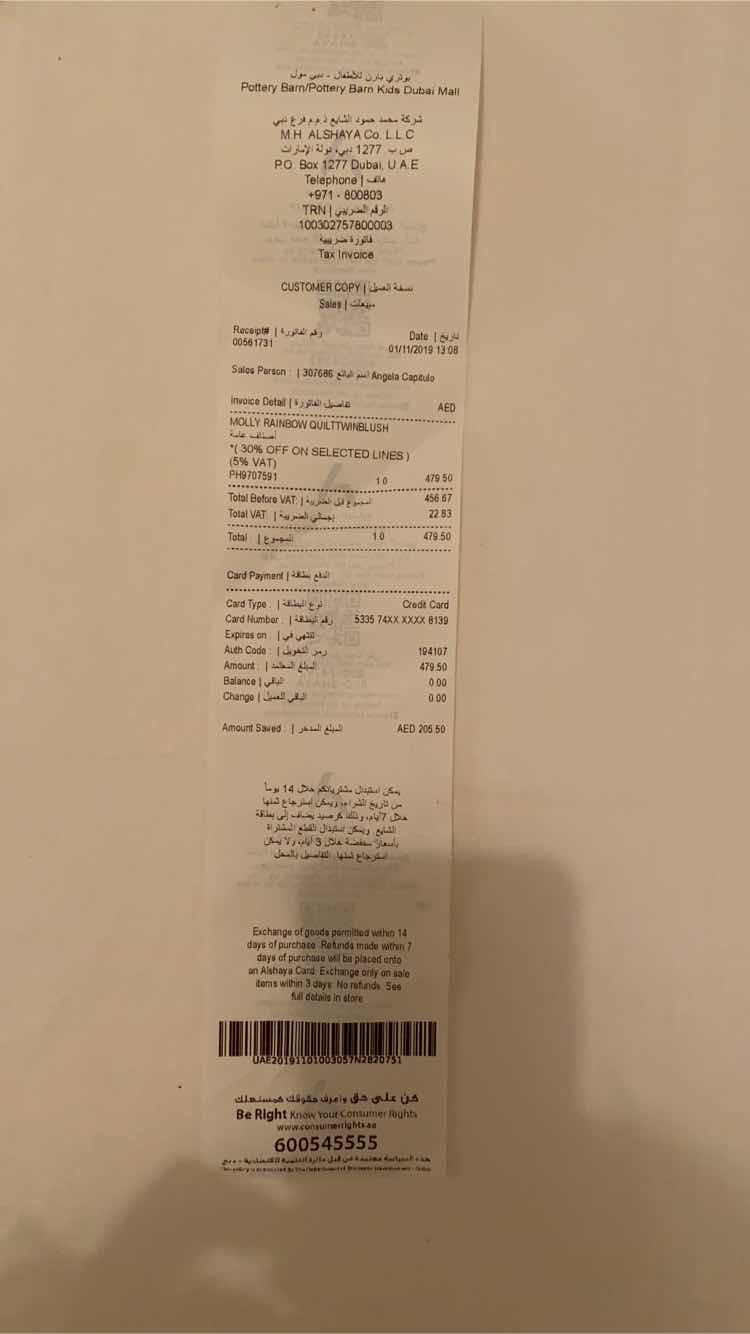 بوتري بارن للأطفال - دبي مول
Pottery Barn/Pottery Barn Kids Dubai Mall
شركة محمد حمود الشايع ذ.م.م فرع دبي
M.H. ALSHAYA Co. L.L.C
ص ب 1277 دبي، دولة الإمارات
P.O. Box 1277 Dubai, U.A.E
Telephone | هاتف
+971 - 800803
TRN | الرقم الضريبي
100302757800003
فاتورة ضريبية
Tax Invoice
CUSTOMER COPY | نسخة العميل
Sales | مبيعات
Receipt# | رقم الفاتورة
Date | تاريخ
00561731
01/11/2019 13:08
Sales Person : | 307686 اسم البائع Angela Capitulo
Invoice Detail | تفاصيل الفاتورة AED
MOLLY RAINBOW QUILTTWINBLUSH
أصناف عامة
*( 30% OFF ON SELECTED LINES )
(5% VAT)
PH9707591 1.0 479.50
Total Before VAT: | المجموع قبل الضريبة 456.67
Total VAT | إجمالي الضريبة 22.83
Total | المجموع 1.0 479.50
Card Payment | الدفع بطاقة
Card Type : | نوع البطاقة Credit Card
Card Number : | رقم البطاقة 5335 74XX XXXX 8139
Expires on : | تنتهي في
Auth Code : | رمز التخويل 194107
Amount : | المبلغ المعتمد 479.50
Balance | الباقي 0.00
Change | الباقي للعميل 0.00
Amount Saved : | المبلغ المدخر AED 205.50
يمكن استبدال مشترياتكم خلال 14 يوماً
من تاريخ الشراء، ويمكن إسترجاع ثمنها
خلال 7أيام، وذلك كرصيد يضاف إلى بطاقة
الشايع. ويمكن استبدال القطع المشتراة
بأسعار مخفضة خلال 3 أيام، ولا يمكن
استرجاع ثمنها. التفاصيل بالمحل
Exchange of goods permitted within 14
days of purchase. Refunds made within 7
days of purchase will be placed onto
an Alshaya Card. Exchange only on sale
items within 3 days. No refunds. See
full details in store
UAE20191101003057N2820751
كن على حق واعرف حقوقك كمستهلك
Be Right Know Your Consumer Rights
www.consumerrights.ae
600545555
هذه السياسة معتمدة من قبل دائرة التنمية الاقتصادية - دبي